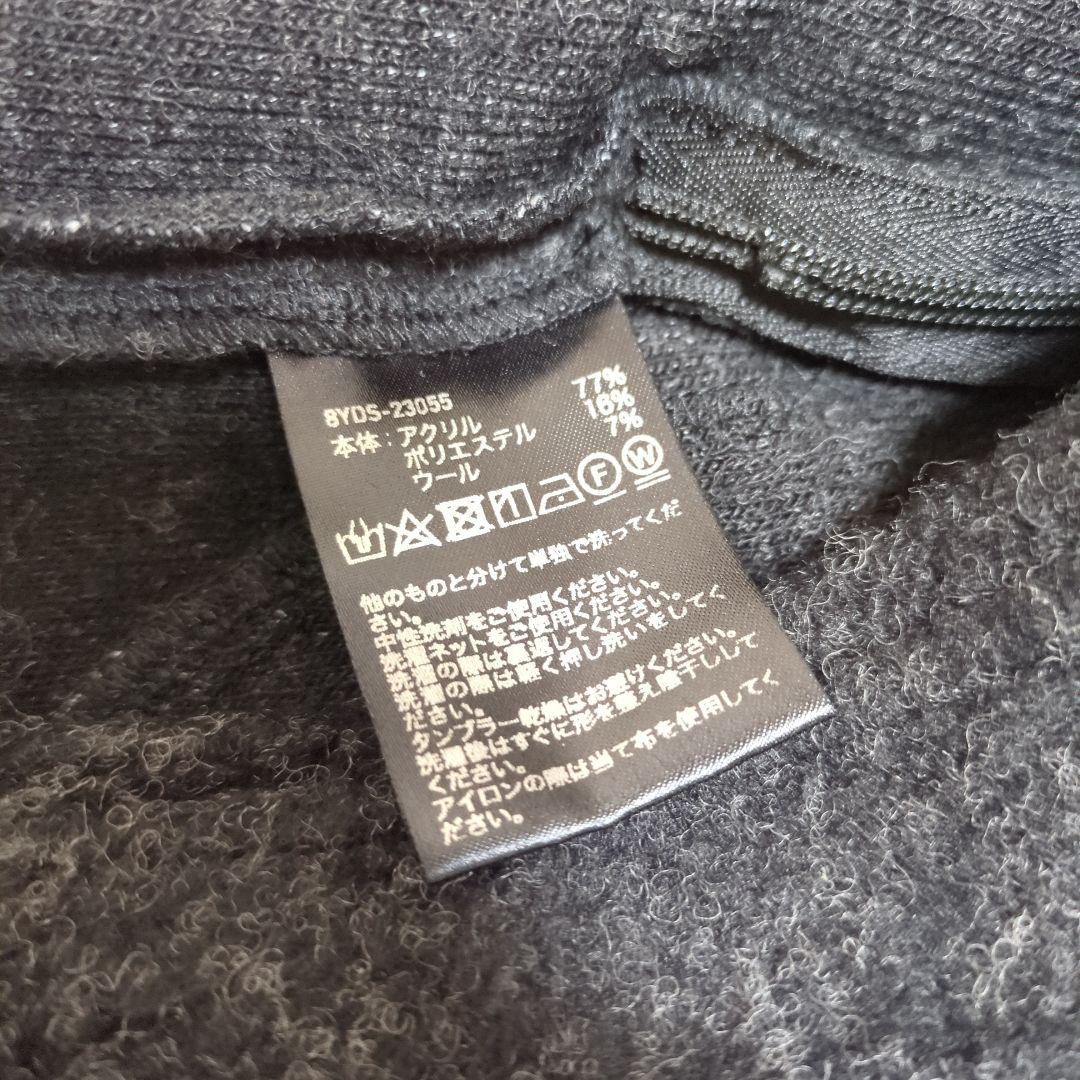 8YDS-23055
本体：アクリル 77%
ポリエステル 16%
ウール 7%
F W
他のものと分けて単独で洗ってくだ
さい。
中性洗剤をご使用ください。
洗濯ネットをご使用ください。
洗濯の際は裏返してください。
洗濯の際は軽く押し洗いをしてく
ださい。
タンブラー乾燥はお避けください。
洗濯後はすぐに形を整え陰干しして
ください。
アイロンの際は当て布を使用してく
ださい。